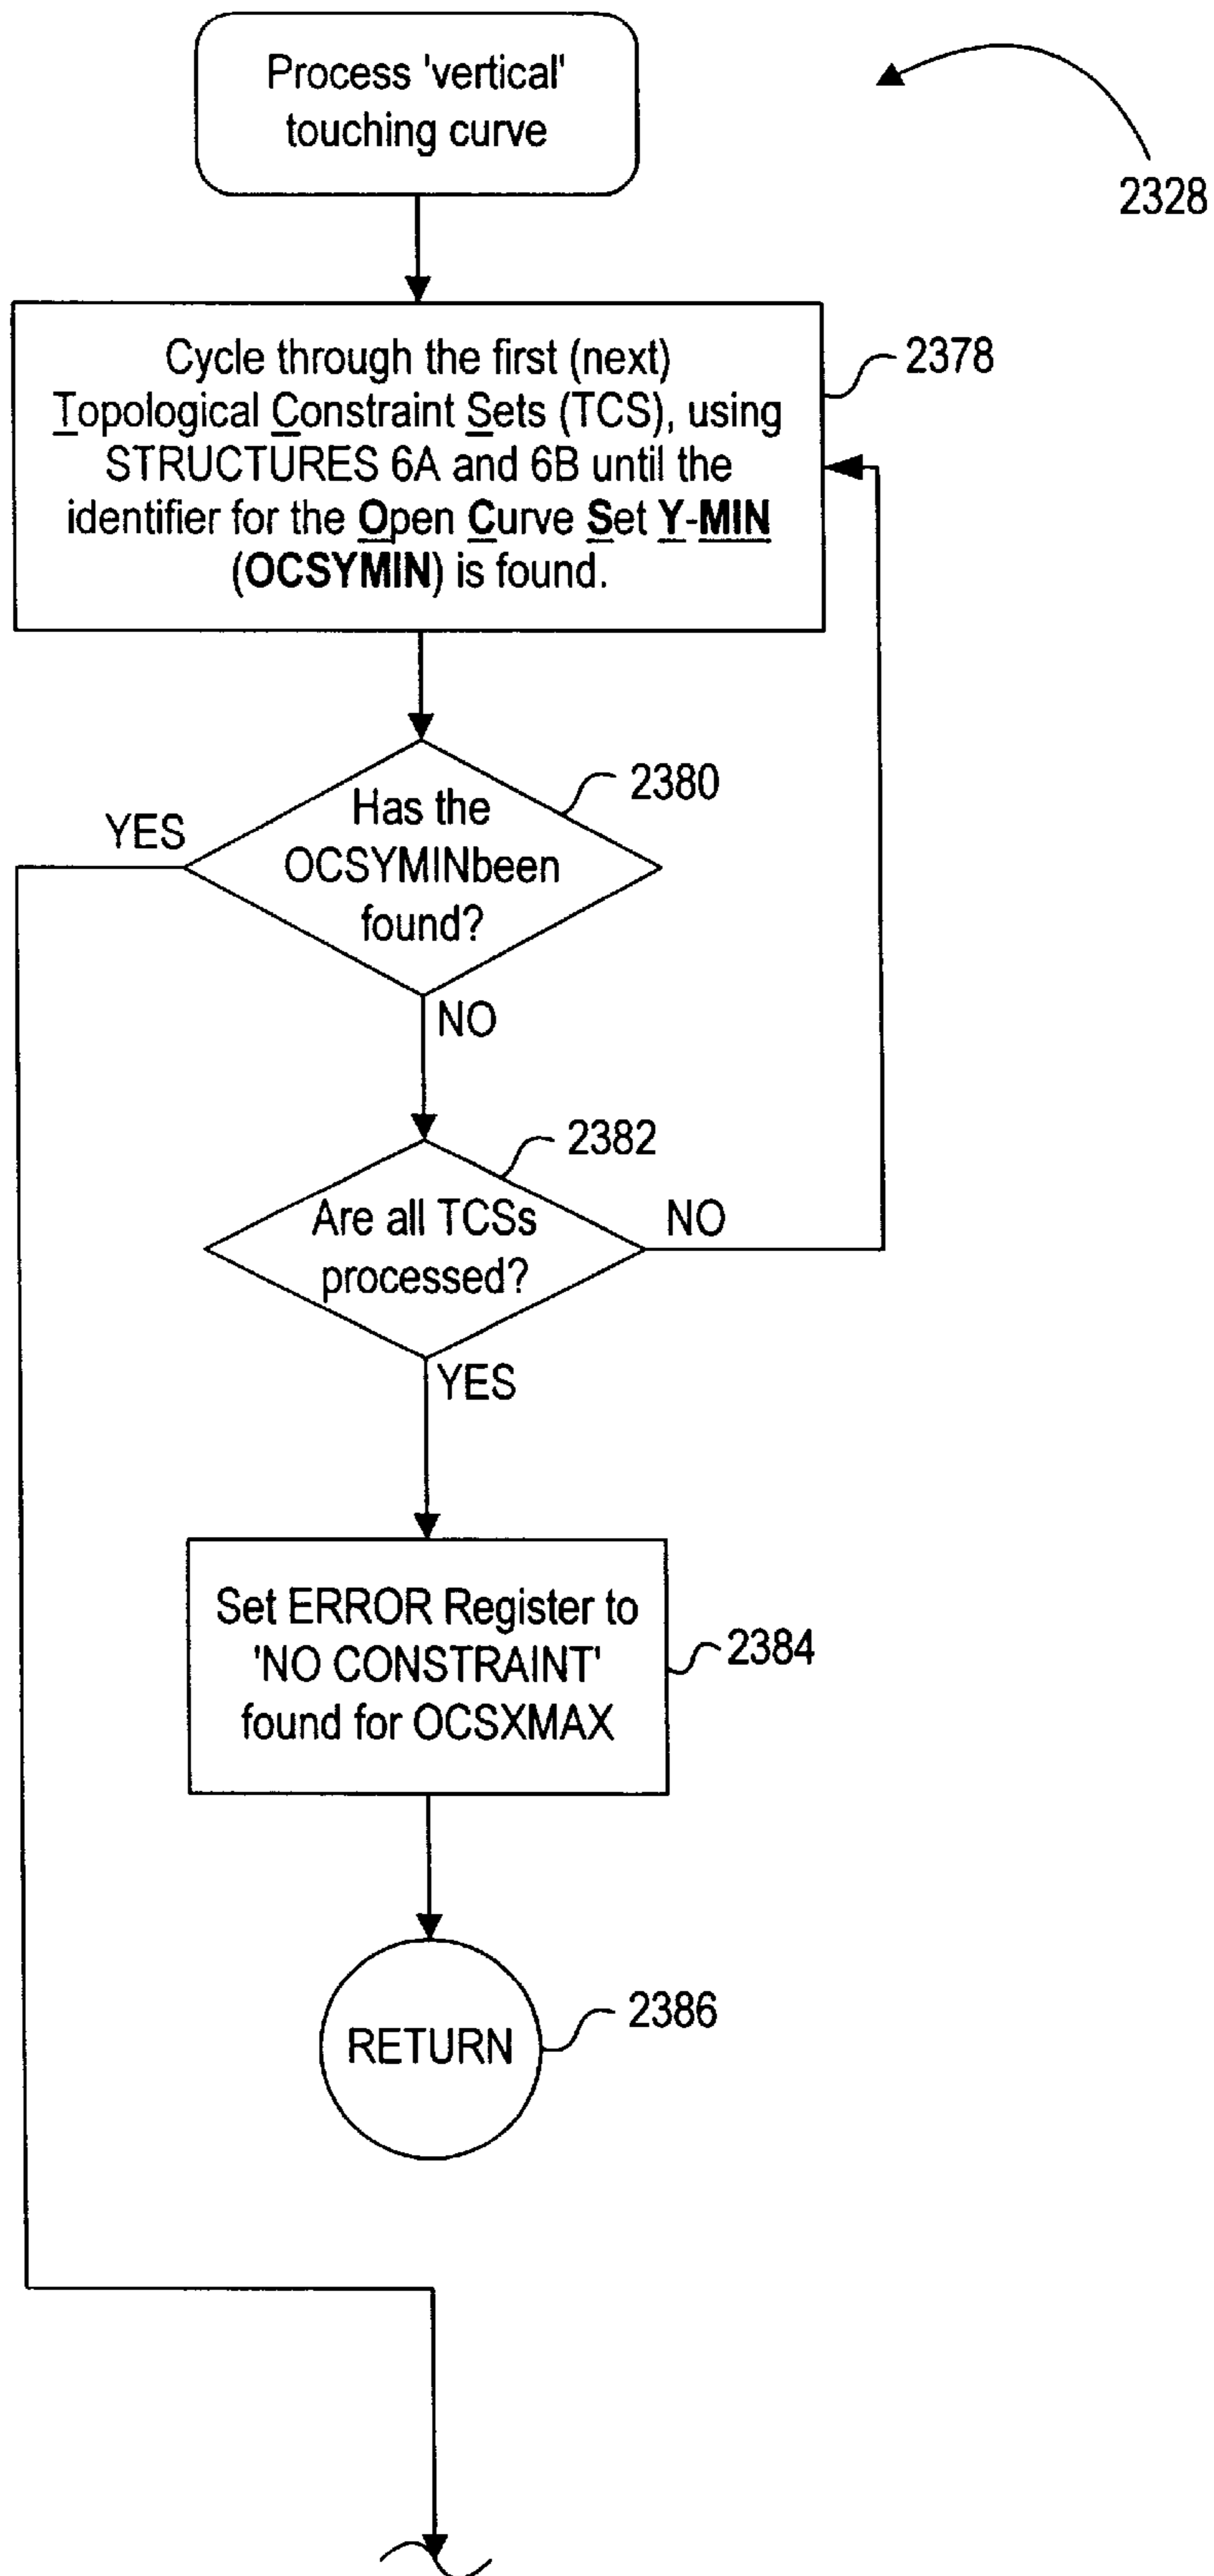 Process 'vertical'
touching curve
2328
Cycle through the first (next)
Topological Constraint Sets (TCS), using
STRUCTURES 6A and 6B until the
identifier for the Open Curve Set Y-MIN
(OCSYMIN) is found.
2378
Has the
OCSYMINbeen
found?
2380
YES
NO
Are all TCSs
processed?
2382
NO
YES
Set ERROR Register to
'NO CONSTRAINT'
found for OCSXMAX
2384
RETURN
2386